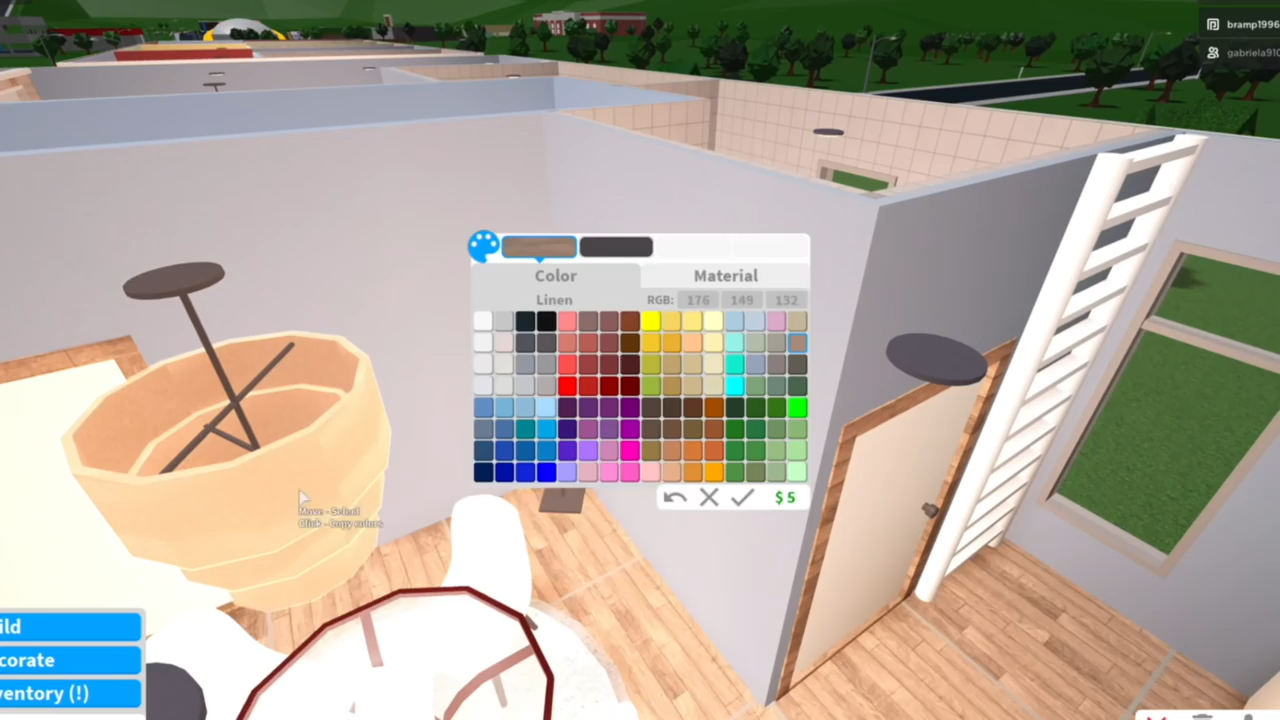 bramp1996
gabriela910
Color
Material
Linen
RGB: 176 149 132
Move - Select
Click - Copy colors
$ 5
ild
corate
ventory (!)